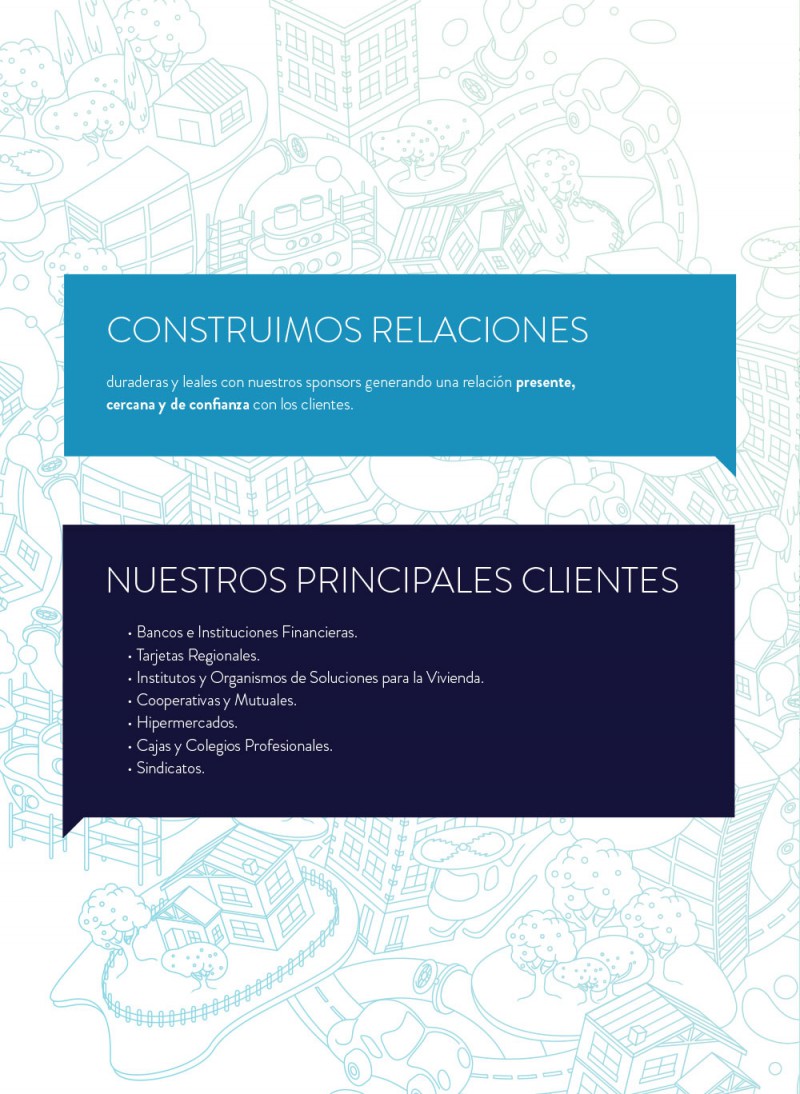 CONSTRUIMOS RELACIONES
duraderas y leales con nuestros sponsors generando una relación presente,
cercana y de confianza con los clientes.
NUESTROS PRINCIPALES CLIENTES
• Bancos e Instituciones Financieras.
• Tarjetas Regionales.
• Institutos y Organismos de Soluciones para la Vivienda.
• Cooperativas y Mutuales.
• Hipermercados.
• Cajas y Colegios Profesionales.
• Sindicatos.